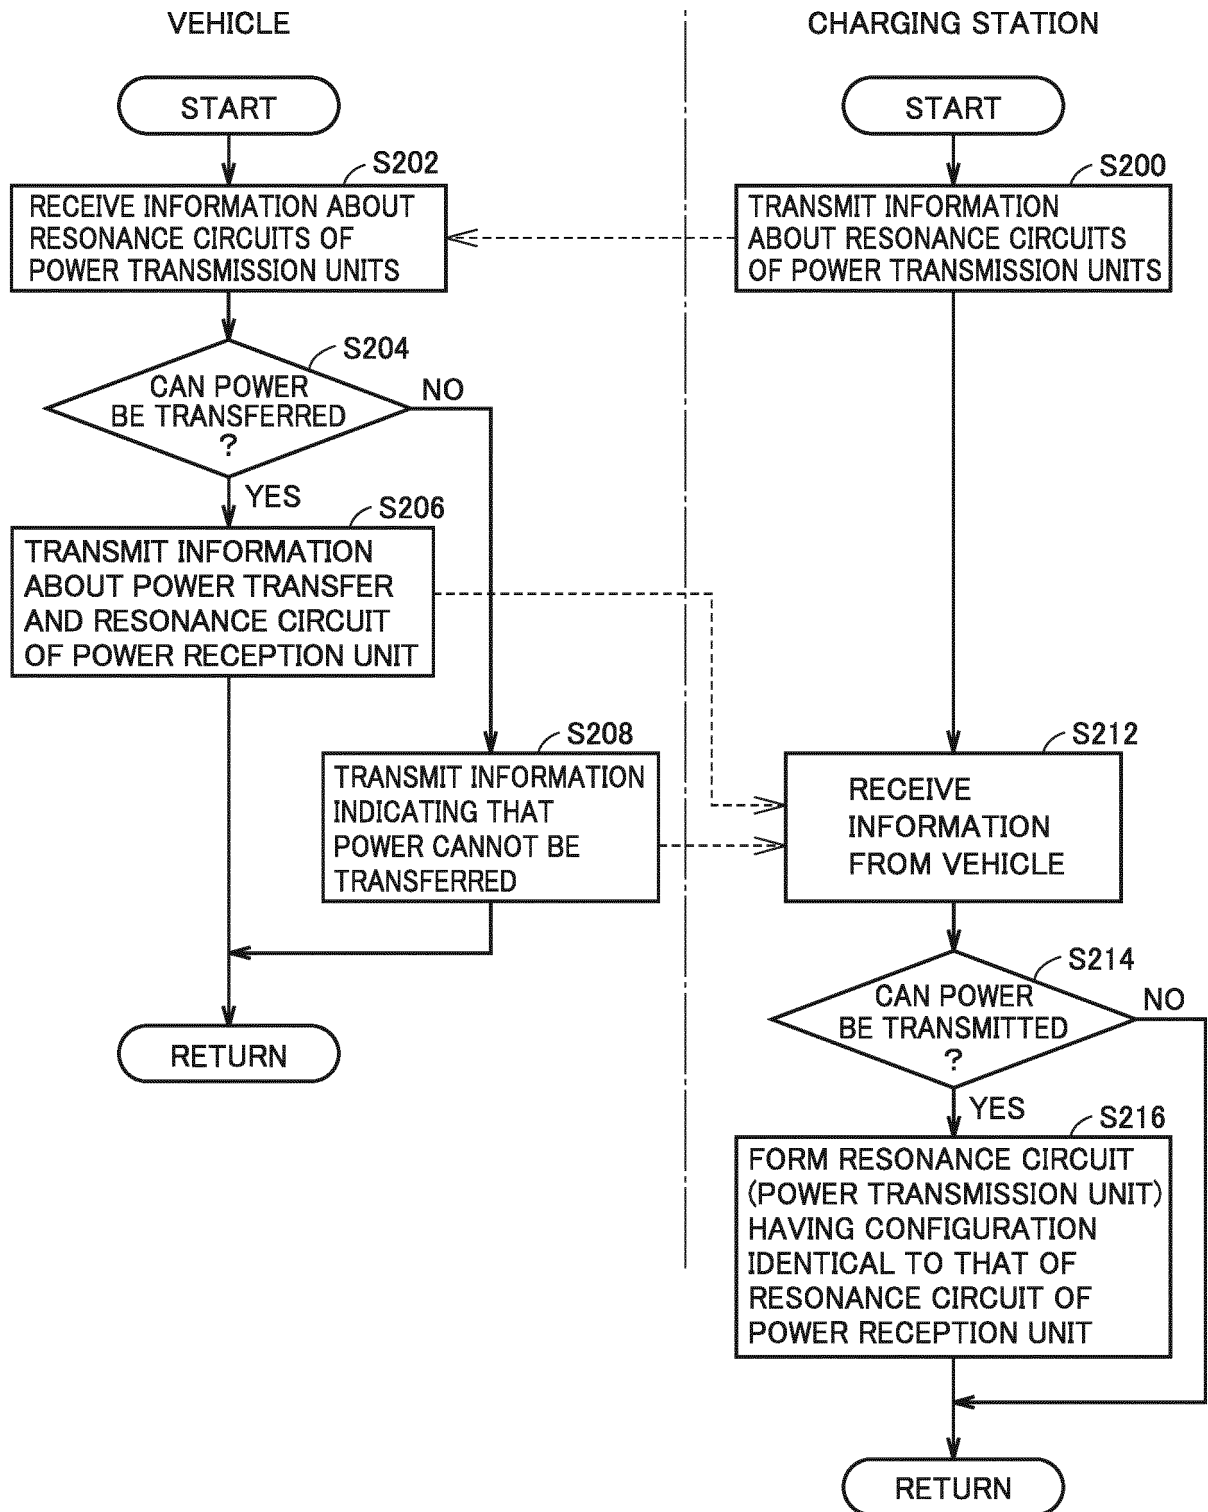 VEHICLE
CHARGING STATION
START
START
S202
RECEIVE INFORMATION ABOUT
RESONANCE CIRCUITS OF
POWER TRANSMISSION UNITS
S200
TRANSMIT INFORMATION
ABOUT RESONANCE CIRCUITS
OF POWER TRANSMISSION UNITS
S204
CAN POWER
BE TRANSFERRED
?
NO
YES
S206
TRANSMIT INFORMATION
ABOUT POWER TRANSFER
AND RESONANCE CIRCUIT
OF POWER RECEPTION UNIT
S208
TRANSMIT INFORMATION
INDICATING THAT
POWER CANNOT BE
TRANSFERRED
S212
RECEIVE
INFORMATION
FROM VEHICLE
S214
CAN POWER
BE TRANSMITTED
?
NO
YES
RETURN
S216
FORM RESONANCE CIRCUIT
(POWER TRANSMISSION UNIT)
HAVING CONFIGURATION
IDENTICAL TO THAT OF
RESONANCE CIRCUIT OF
POWER RECEPTION UNIT
RETURN